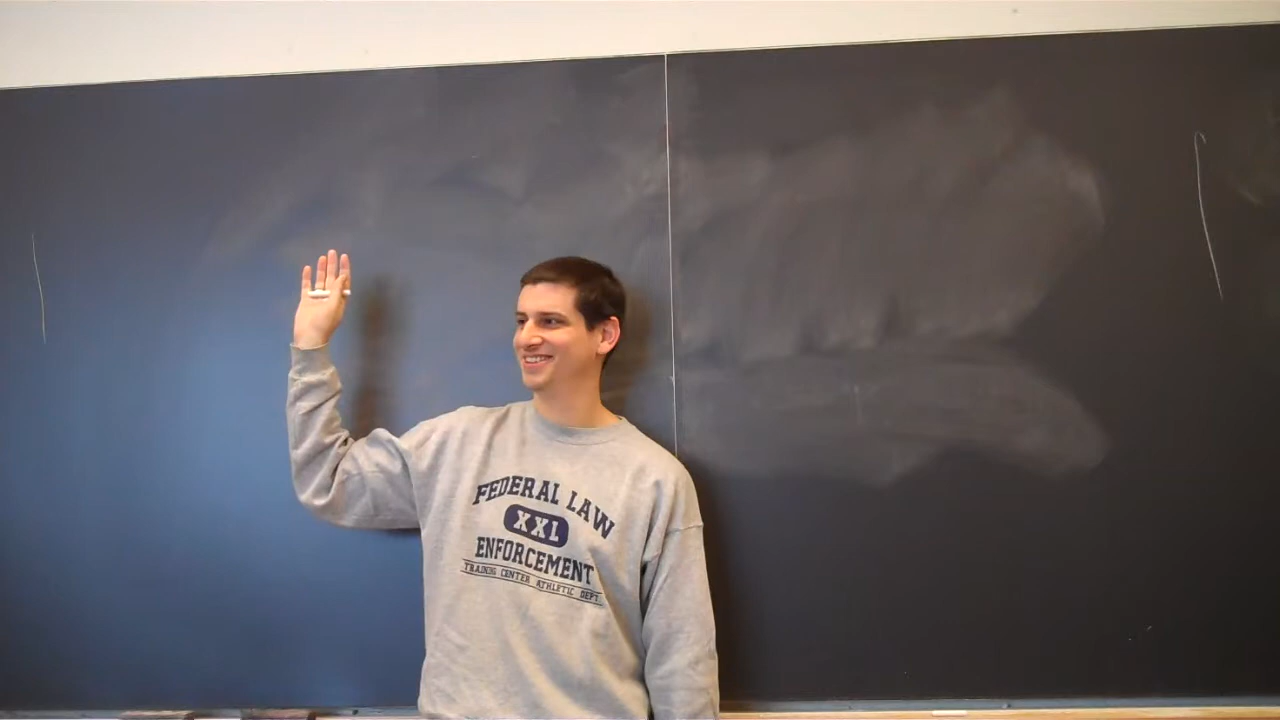 FEDERAL LAW
XXL
ENFORCEMENT
TRAINING CENTER ATHLETIC DEPT.